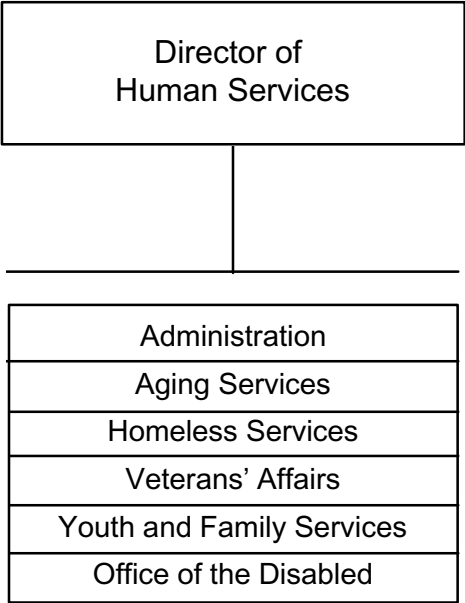 Director of
Human Services
Administration
Aging Services
Homeless Services
Veterans’ Affairs
Youth and Family Services
Office of the Disabled